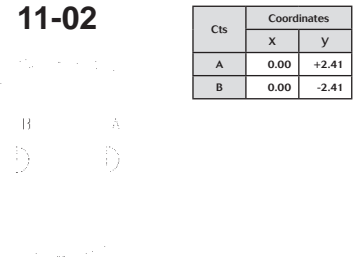 11-02
Cts Coordinates
x y
A 0.00 +2.41
B 0.00 -2.41
B A